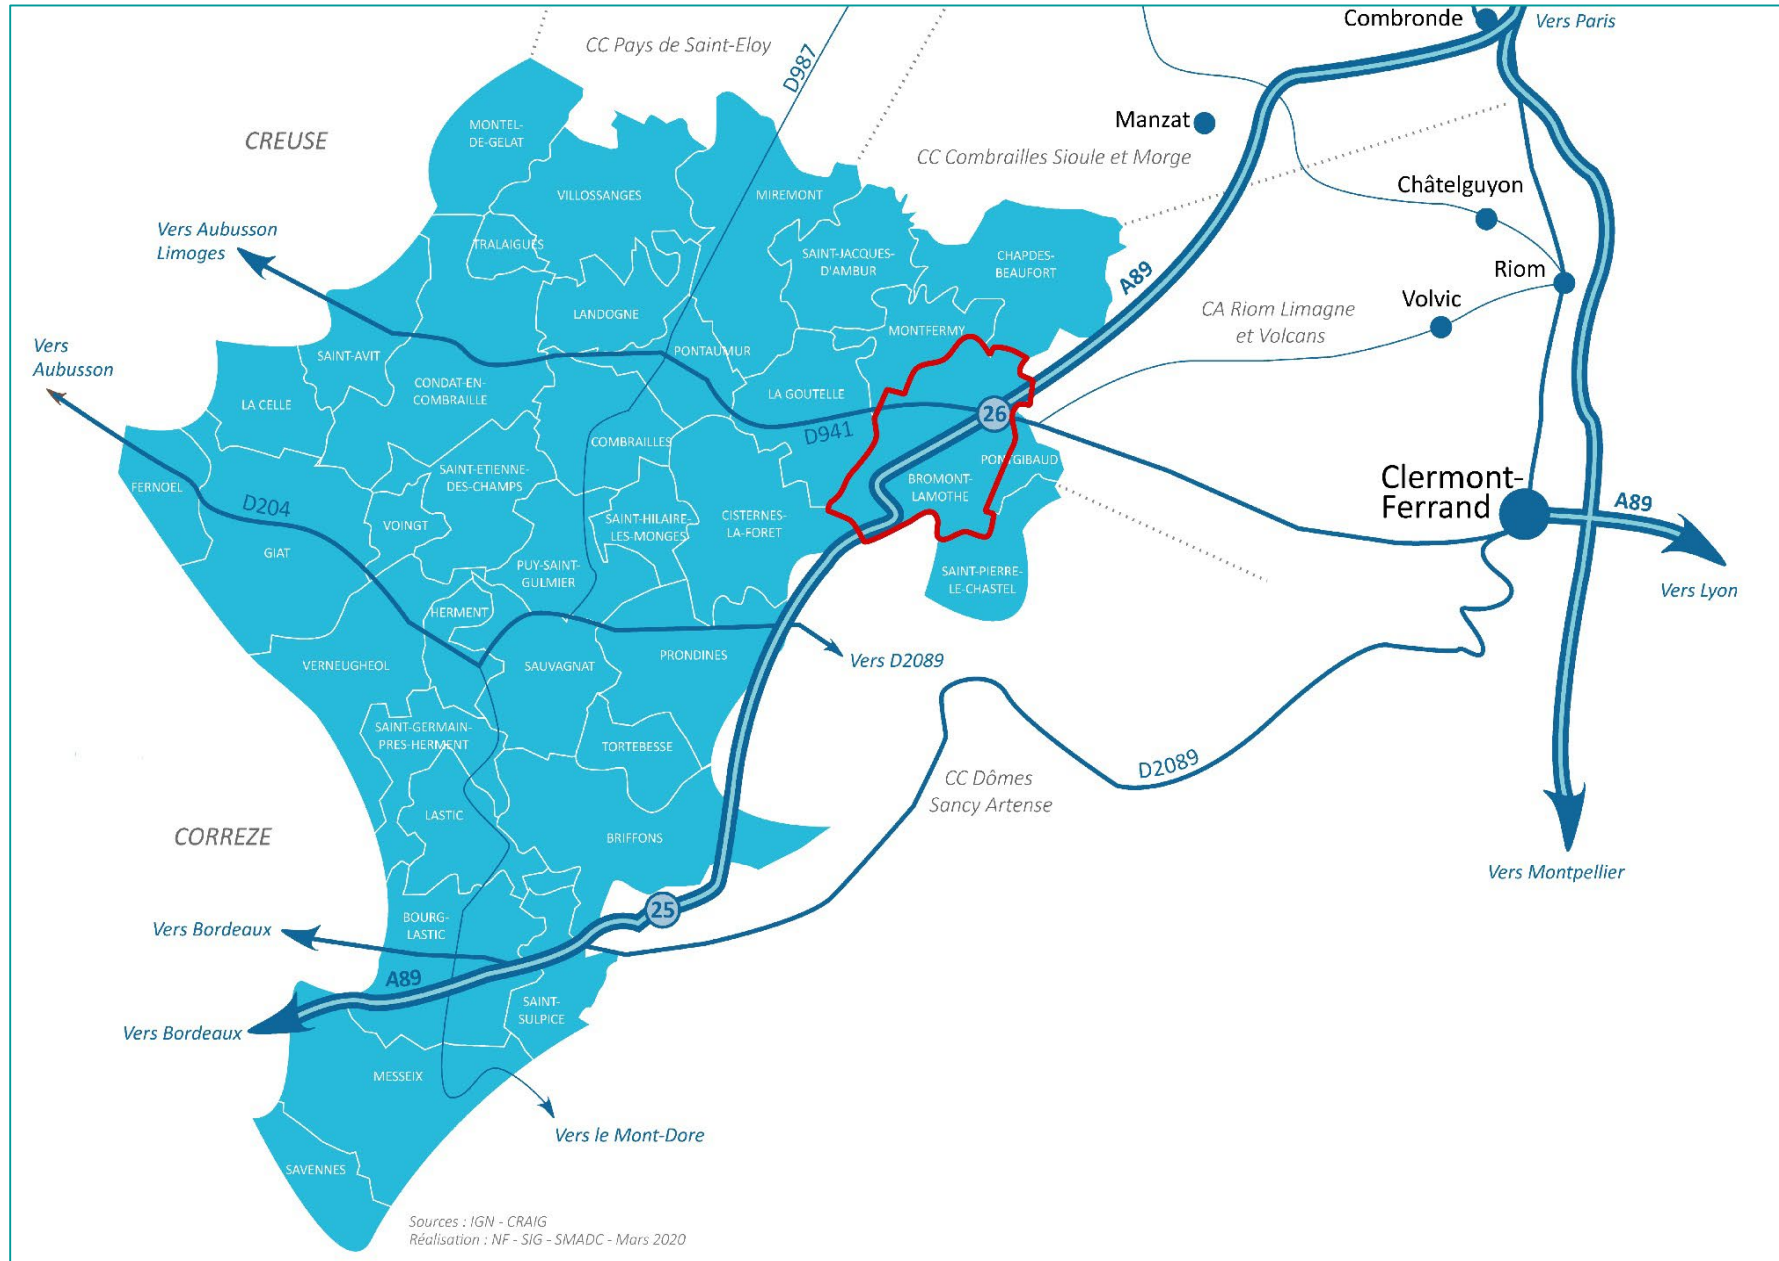 Combronde
Vers Paris
CC Pays de Saint-Eloy
D987
Manzat
MONTEL-
DE-GELAT
CREUSE
CC Combrailles Sioule et Morge
Châtelguyon
VILLOSSANGES
MIREMONT
Vers Aubusson
Limoges
TRALAIGUES
SAINT-JACQUES-
D'AMBUR
CHAPDES-
BEAUFORT
A89
Riom
Volvic
CA Riom Limagne
et Volcans
LANDOGNE
MONTFERMY
Vers
Aubusson
SAINT-AVIT
PONTAUMUR
CONDAT-EN-
COMBRAILLE
LA GOUTELLE
LA CELLE
26
D941
COMBRAILLES
PONTGIBAUD
SAINT-ETIENNE-
DES-CHAMPS
BROMONT-
LAMOTHE
Clermont-
Ferrand
A89
FERNOEL
D204
VOINGT
SAINT-HILAIRE-
LES-MONGES
CISTERNES-
LA-FORET
GIAT
PUY-SAINT-
GULMIER
SAINT-PIERRE-
LE-CHASTEL
Vers Lyon
HERMENT
VERNEUGHEOL
SAUVAGNAT
PRONDINES
Vers D2089
SAINT-GERMAIN-
PRES-HERMENT
TORTEBESSE
D2089
CC Dômes
Sancy Artense
LASTIC
CORREZE
BRIFFONS
Vers Montpellier
25
BOURG-
LASTIC
Vers Bordeaux
A89
SAINT-
SULPICE
Vers Bordeaux
MESSEIX
Vers le Mont-Dore
SAVENNES
Sources : IGN - CRAIG
Réalisation : NF - SIG - SMADC - Mars 2020